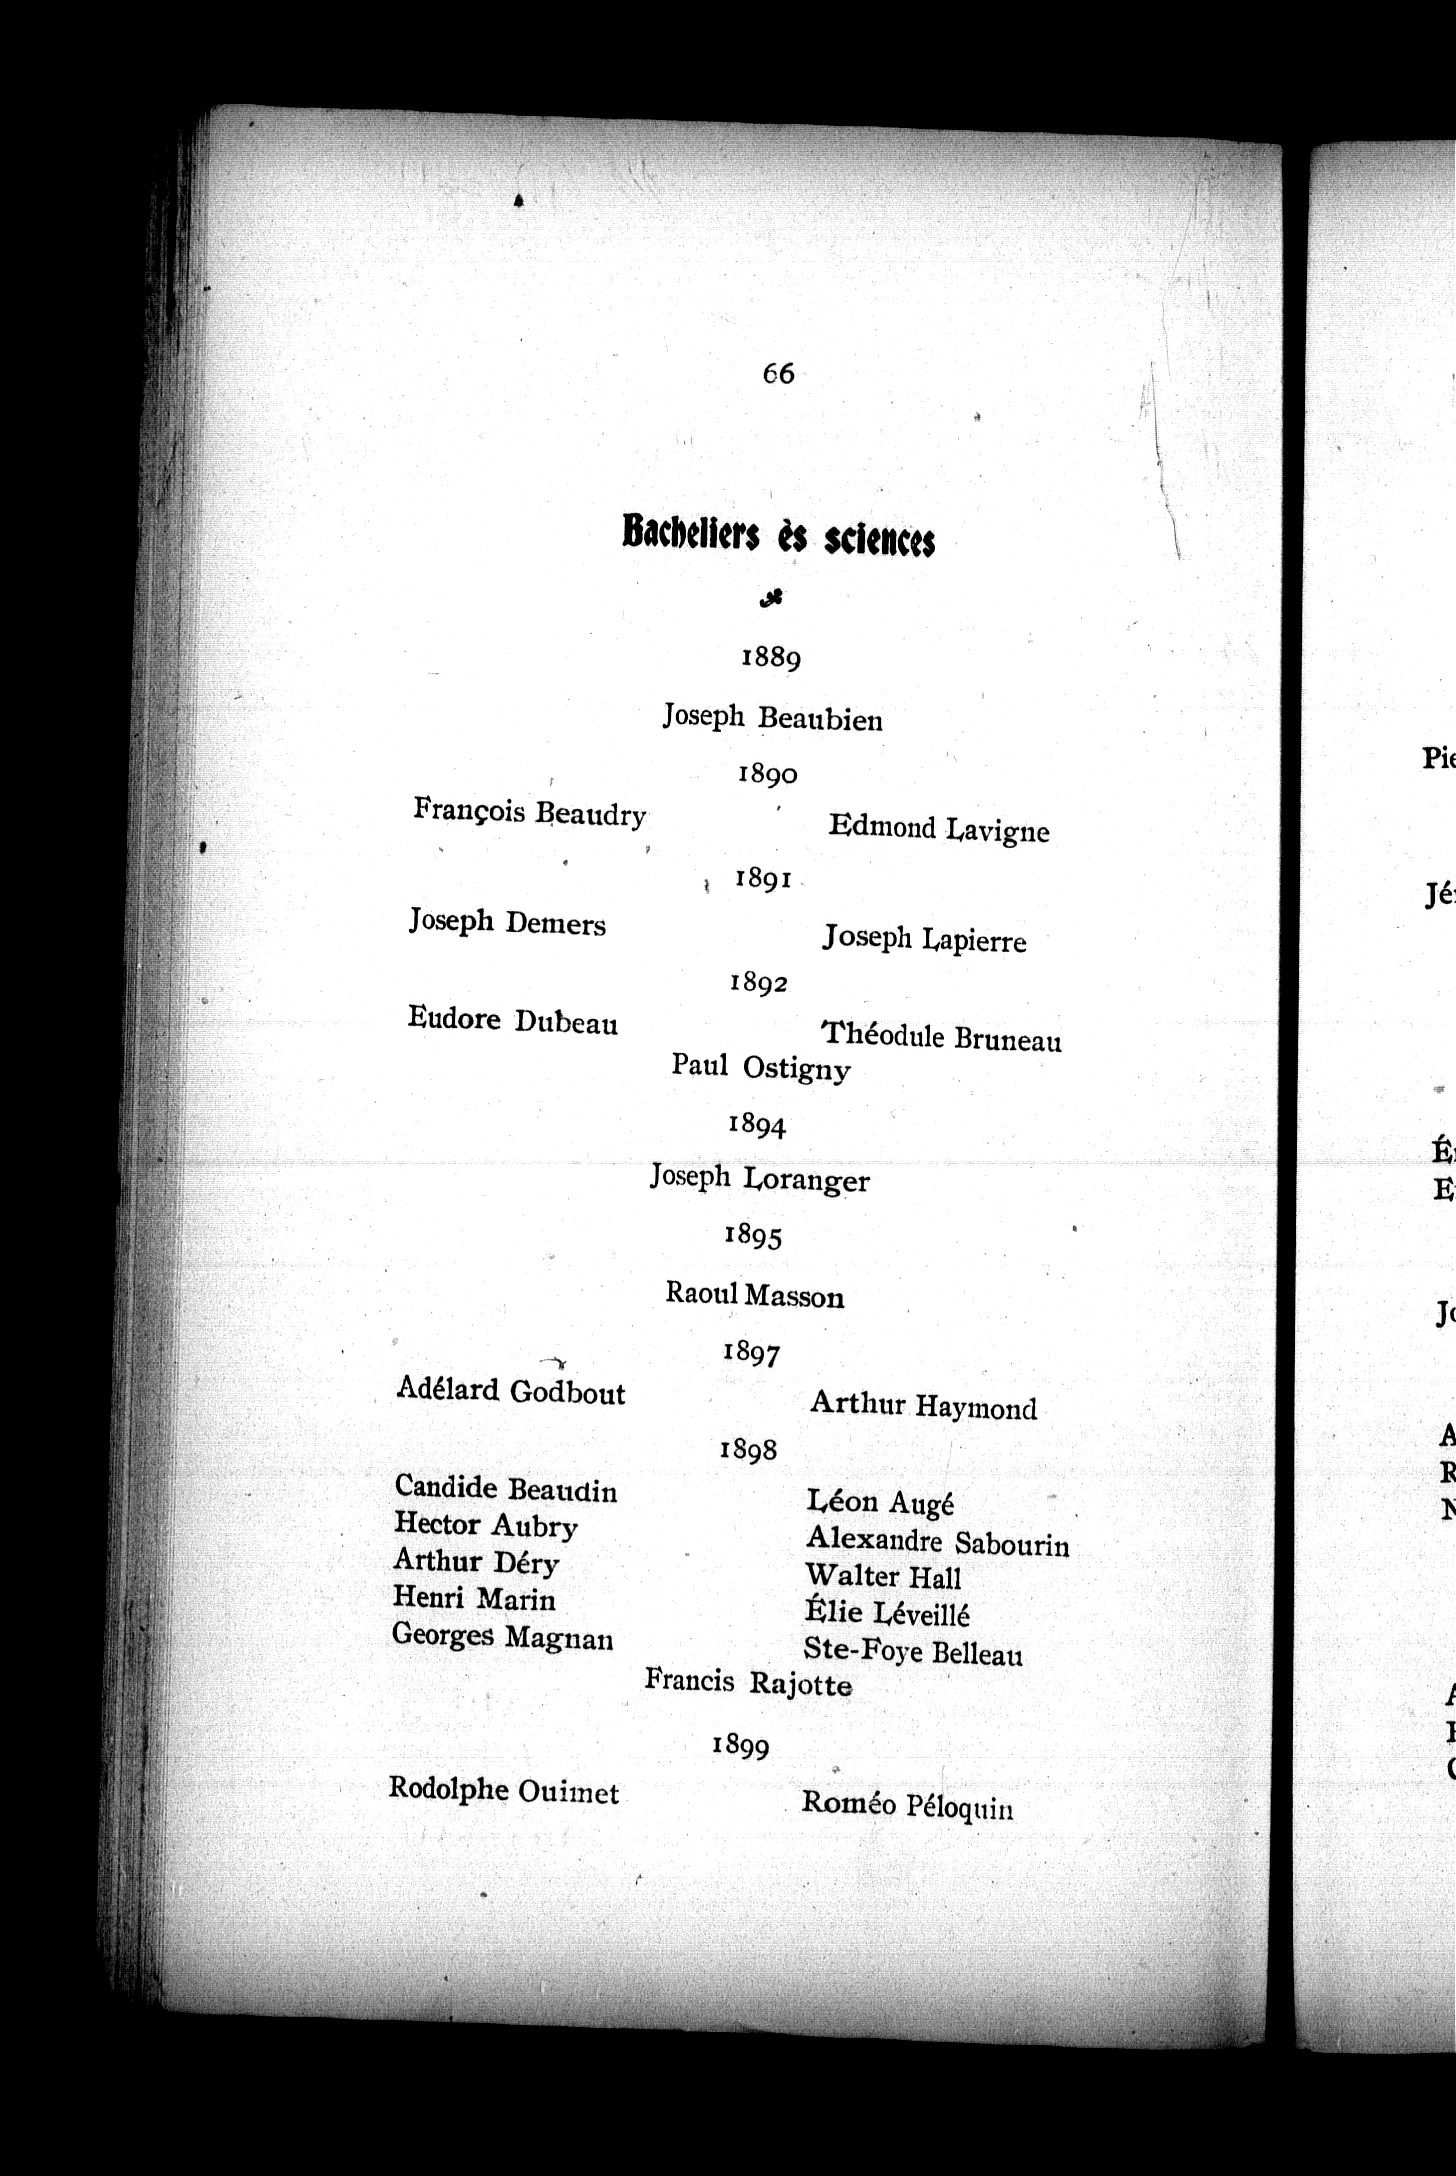 66
Bacheliers ès sciences
1889
Joseph Beaubien
1890
François Beaudry Edmond Lavigne
1891
Joseph Demers Joseph Lapierre
1892
Eudore Dubeau Théodule Bruneau
Paul Ostigny
1894
Joseph Loranger
1895
Raoul Masson
1897
Adélard Godbout Arthur Haymond
1898
Candide Beaudin Léon Augé
Hector Aubry Alexandre Sabourin
Arthur Déry Walter Hall
Henri Marin Élie Léveillé
Georges Magnan Ste-Foye Belleau
Francis Rajotte
1899
Rodolphe Ouimet Roméo Péloquin